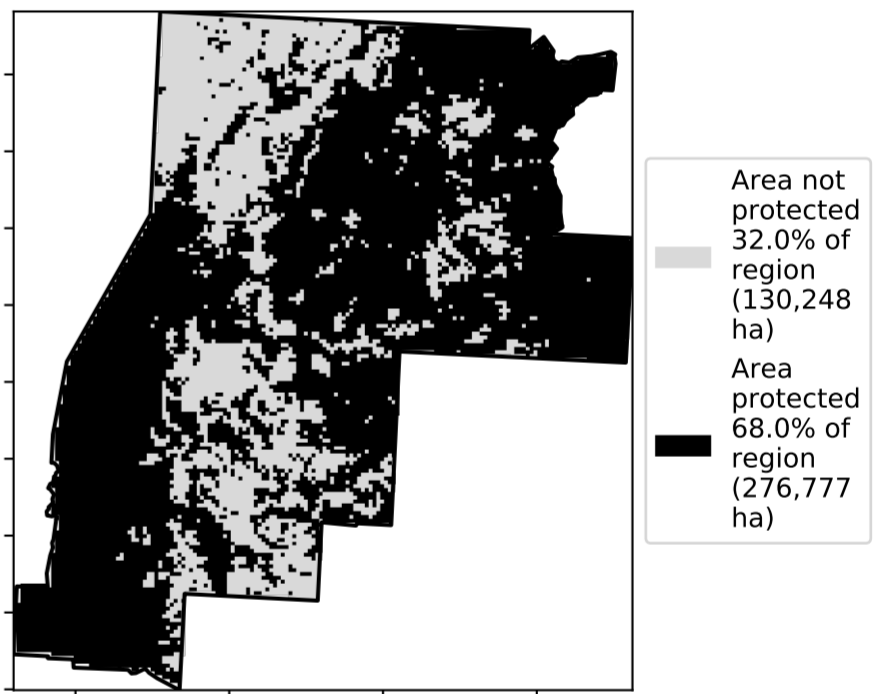 Area not
protected
32.0% of
region
(130,248
ha)
Area
protected
68.0% of
region
(276,777
ha)